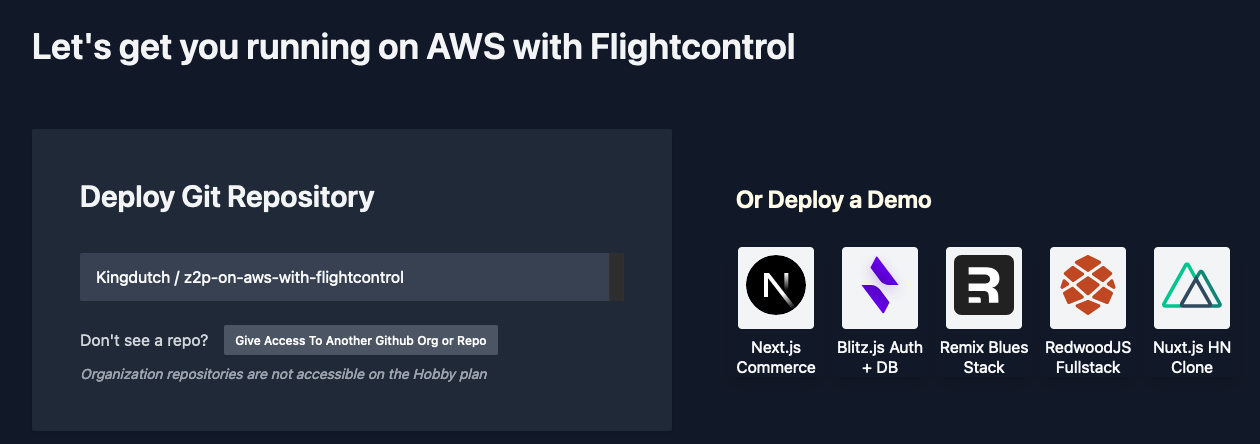 Let's get you running on AWS with Flightcontrol
Deploy Git Repository
Kingdutch / z2p-on-aws-with-flightcontrol
Don't see a repo?
Give Access To Another Github Org or Repo
Organization repositories are not accessible on the Hobby plan
Or Deploy a Demo
Next.js
Commerce
Blitz.js Auth
+ DB
Remix Blues
Stack
RedwoodJS
Fullstack
Nuxt.js HN
Clone